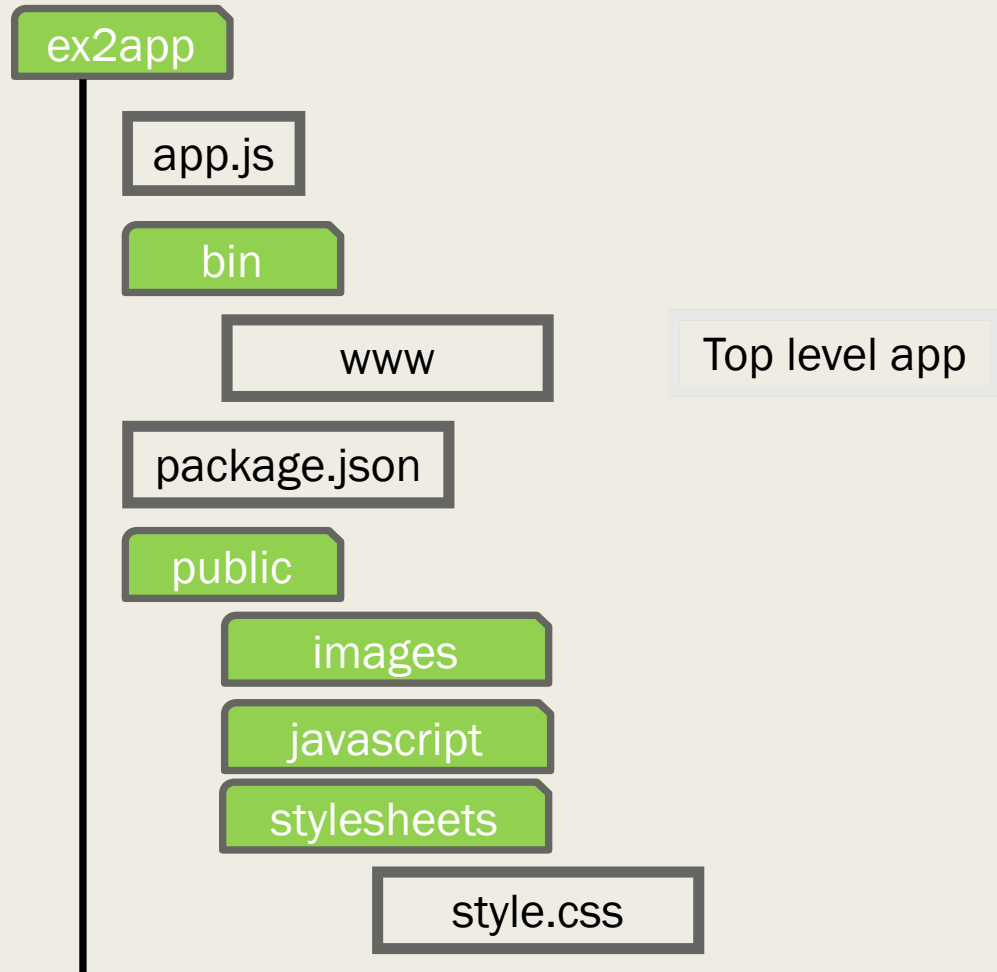 ex2app
app.js
bin
www
Top level app
package.json
public
images
javascript
stylesheets
style.css